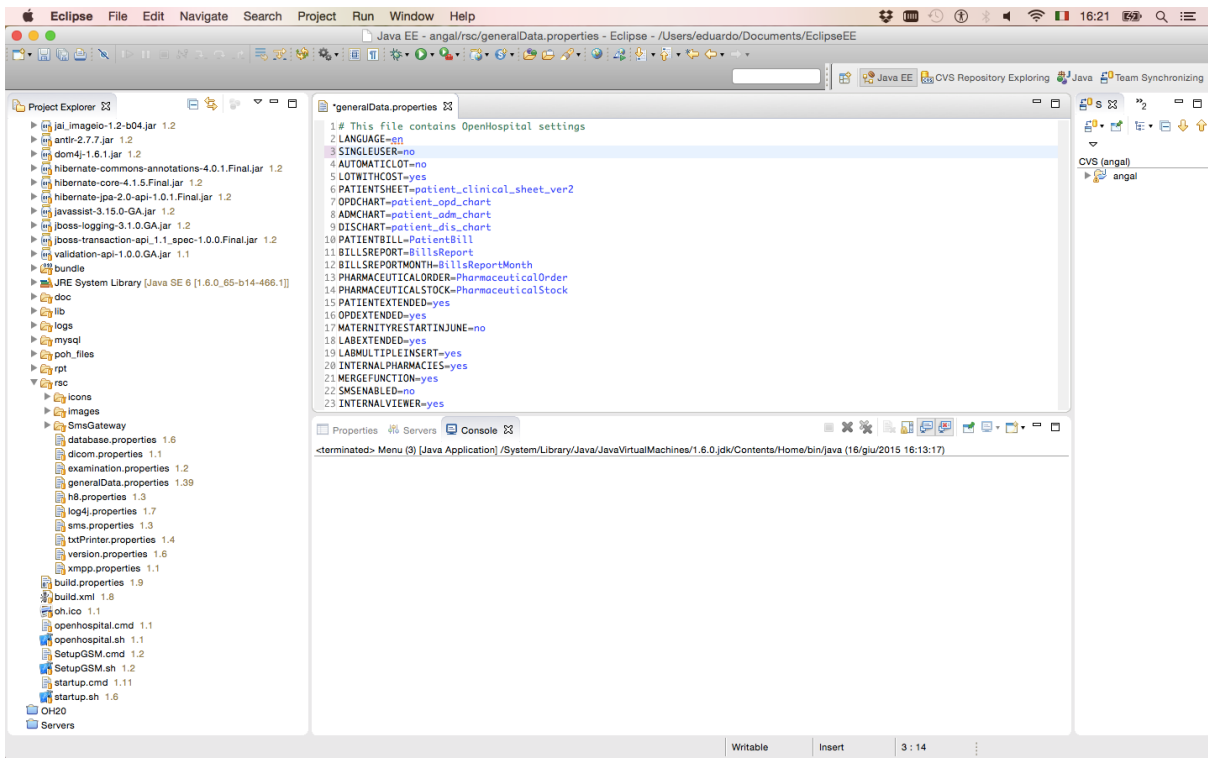 Eclipse File Edit Navigate Search Project Run Window Help 16:21
Java EE - angal/rsc/generalData.properties - Eclipse - /Users/eduardo/Documents/EclipseEE
Java EE CVS Repository Exploring Java Team Synchronizing
Project Explorer
jai_imageio-1.2-b04.jar 1.2
antlr-2.7.7.jar 1.2
dom4j-1.6.1.jar 1.2
hibernate-commons-annotations-4.0.1.Final.jar 1.2
hibernate-core-4.1.5.Final.jar 1.2
hibernate-jpa-2.0-api-1.0.1.Final.jar 1.2
javassist-3.15.0-GA.jar 1.2
jboss-logging-3.1.0.GA.jar 1.2
jboss-transaction-api_1.1_spec-1.0.0.Final.jar 1.2
validation-api-1.0.0.GA.jar 1.1
bundle
JRE System Library [Java SE 6 [1.6.0_65-b14-466.1]]
doc
lib
logs
mysql
poh_files
rpt
rsc
icons
images
SmsGateway
database.properties 1.6
dicom.properties 1.1
examination.properties 1.2
generalData.properties 1.39
h8.properties 1.3
log4j.properties 1.7
sms.properties 1.3
txtPrinter.properties 1.4
version.properties 1.6
xmpp.properties 1.1
build.properties 1.9
build.xml 1.8
oh.ico 1.1
openhospital.cmd 1.1
openhospital.sh 1.1
SetupGSM.cmd 1.2
SetupGSM.sh 1.2
startup.cmd 1.11
startup.sh 1.6
OH20
Servers
*generalData.properties
1 # This file contains OpenHospital settings
2 LANGUAGE=en
3 SINGLEUSER=no
4 AUTOMATICLOT=no
5 LOTWITHCOST=yes
6 PATIENTSHEET=patient_clinical_sheet_ver2
7 OPDCHART=patient_opd_chart
8 ADMCHART=patient_adm_chart
9 DISCHART=patient_dis_chart
10 PATIENTBILL=PatientBill
11 BILLSREPORT=BillsReport
12 BILLSREPORTMONTH=BillsReportMonth
13 PHARMACEUTICALORDER=PharmaceuticalOrder
14 PHARMACEUTICALSTOCK=PharmaceuticalStock
15 PATIENTEXTENDED=yes
16 OPDEXTENDED=yes
17 MATERNITYRESTARTINJUNE=no
18 LABEXTENDED=yes
19 LABMULTIPLEINSERT=yes
20 INTERNALPHARMACIES=yes
21 MERGEFUNCTION=yes
22 SMSENABLED=no
23 INTERNALVIEWER=yes
Properties Servers Console
<terminated> Menu (3) [Java Application] /System/Library/Java/JavaVirtualMachines/1.6.0.jdk/Contents/Home/bin/java (16/giu/2015 16:13:17)
S »2
CVS (angal)
angal
Writable Insert 3 : 14